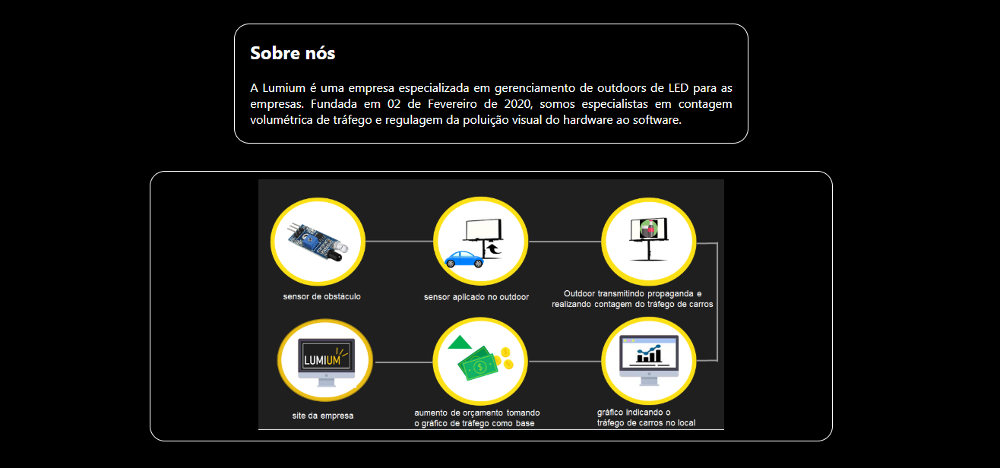 Sobre nós
A Lumium é uma empresa especializada em gerenciamento de outdoors de LED para as
empresas. Fundada em 02 de Fevereiro de 2020, somos especialistas em contagem
volumétrica de tráfego e regulagem da poluição visual do hardware ao software.
sensor de obstáculo
sensor aplicado no outdoor
Outdoor transmitindo propaganda e
realizando contagem do tráfego de carros
LUMIUM
site da empresa
aumento de orçamento tomando
o gráfico de tráfego como base
gráfico indicando o
tráfego de carros no local